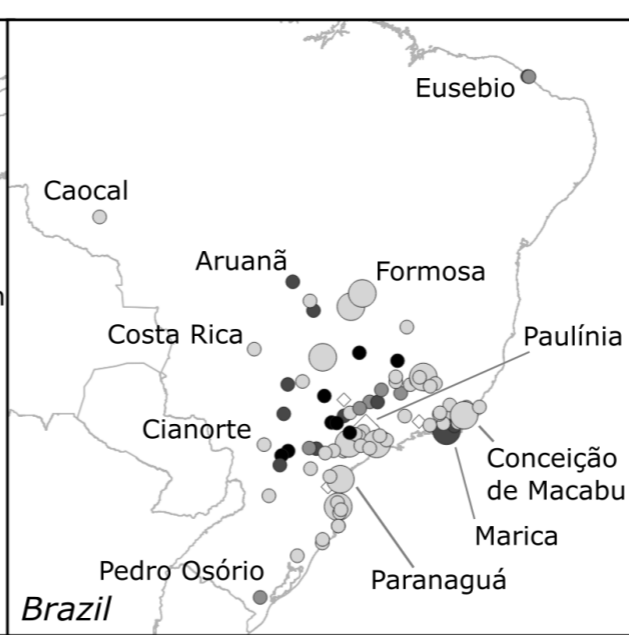 Eusebio
Caocal
Aruanã
Formosa
Costa Rica
Paulínia
Cianorte
Conceição
de Macabu
Marica
Pedro Osório
Paranaguá
Brazil